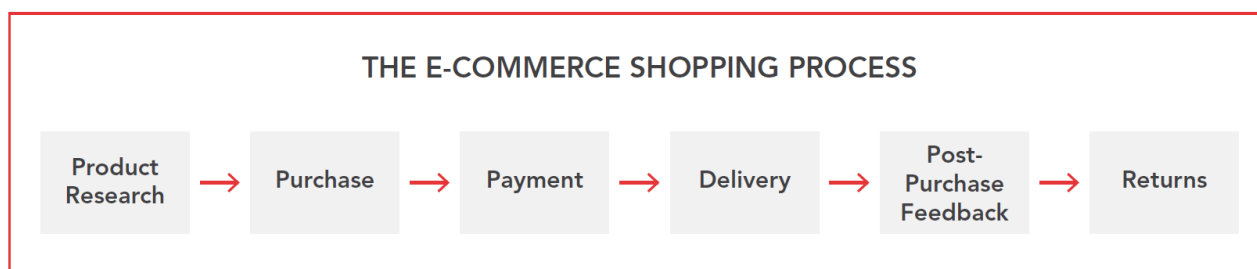 THE E-COMMERCE SHOPPING PROCESS
Product
Research
Purchase
Payment
Delivery
Post-
Purchase
Feedback
Returns